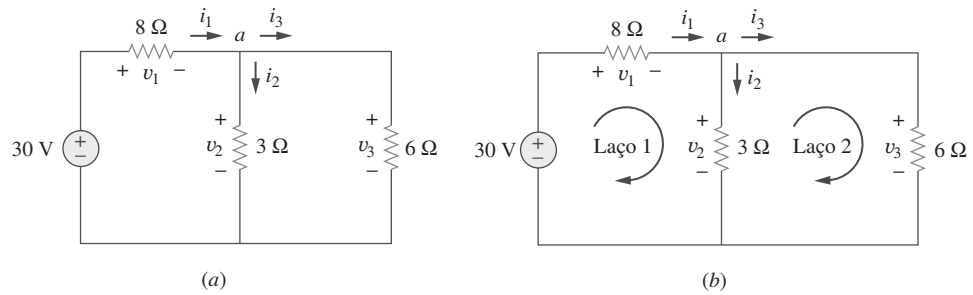 8 Ω i₁ a i₃
+ v₁ −
i₂
30 V + −
+ v₂ − 3 Ω
+ v₃ − 6 Ω
(a)
8 Ω i₁ a i₃
+ v₁ −
i₂
30 V + −
Laço 1
+ v₂ − 3 Ω
Laço 2
+ v₃ − 6 Ω
(b)